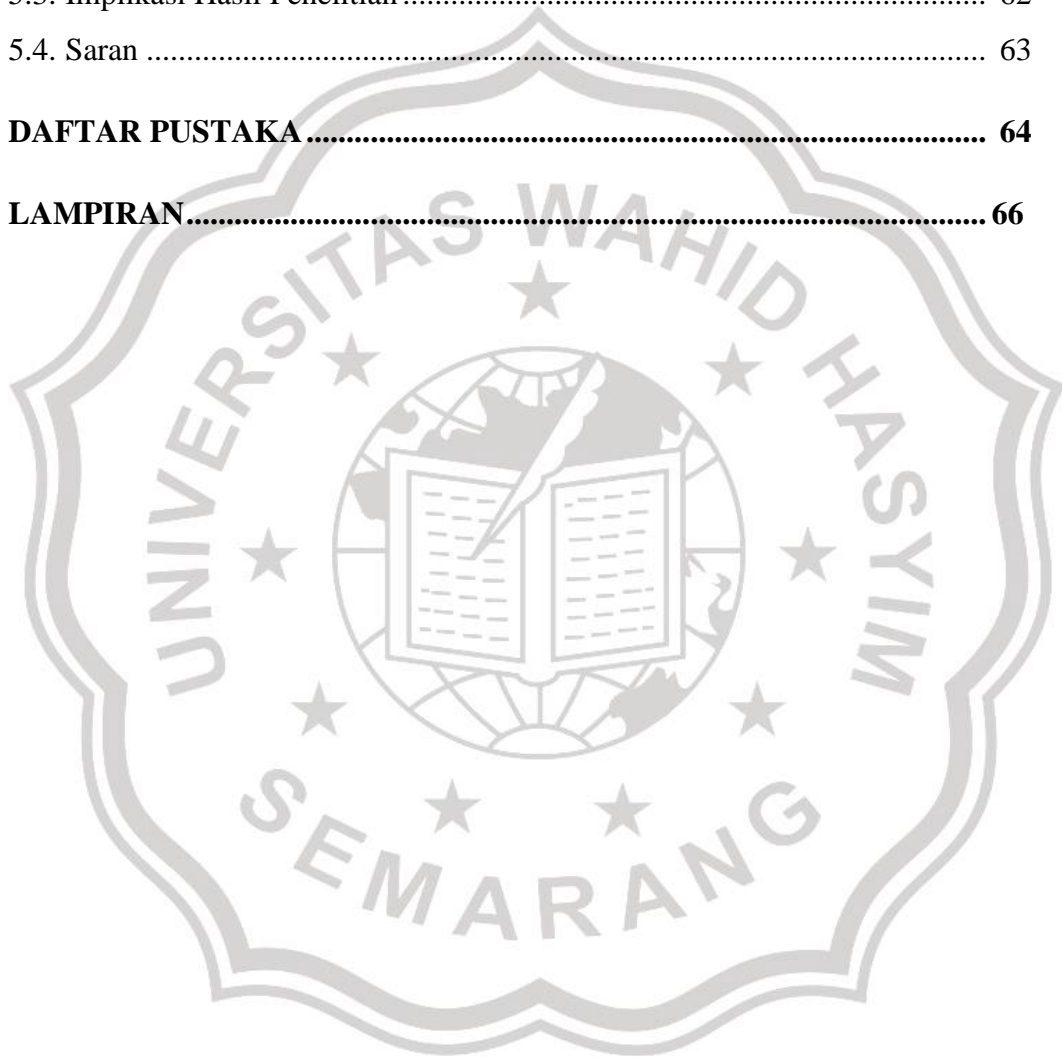 5.3. Implikasi Hasil Penelitian ........................................................................... 62
5.4. Saran ........................................................................................................... 63
DAFTAR PUSTAKA ...................................................................................... 64
LAMPIRAN..................................................................................................... 66
UNIVERSITAS WAHID HASYIM
SEMARANG